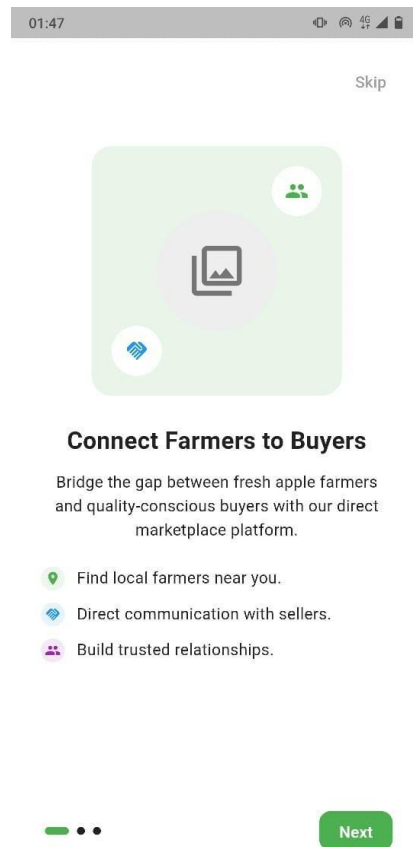 01:47
4G
Skip
Connect Farmers to Buyers
Bridge the gap between fresh apple farmers
and quality-conscious buyers with our direct
marketplace platform.
Find local farmers near you.
Direct communication with sellers.
Build trusted relationships.
Next